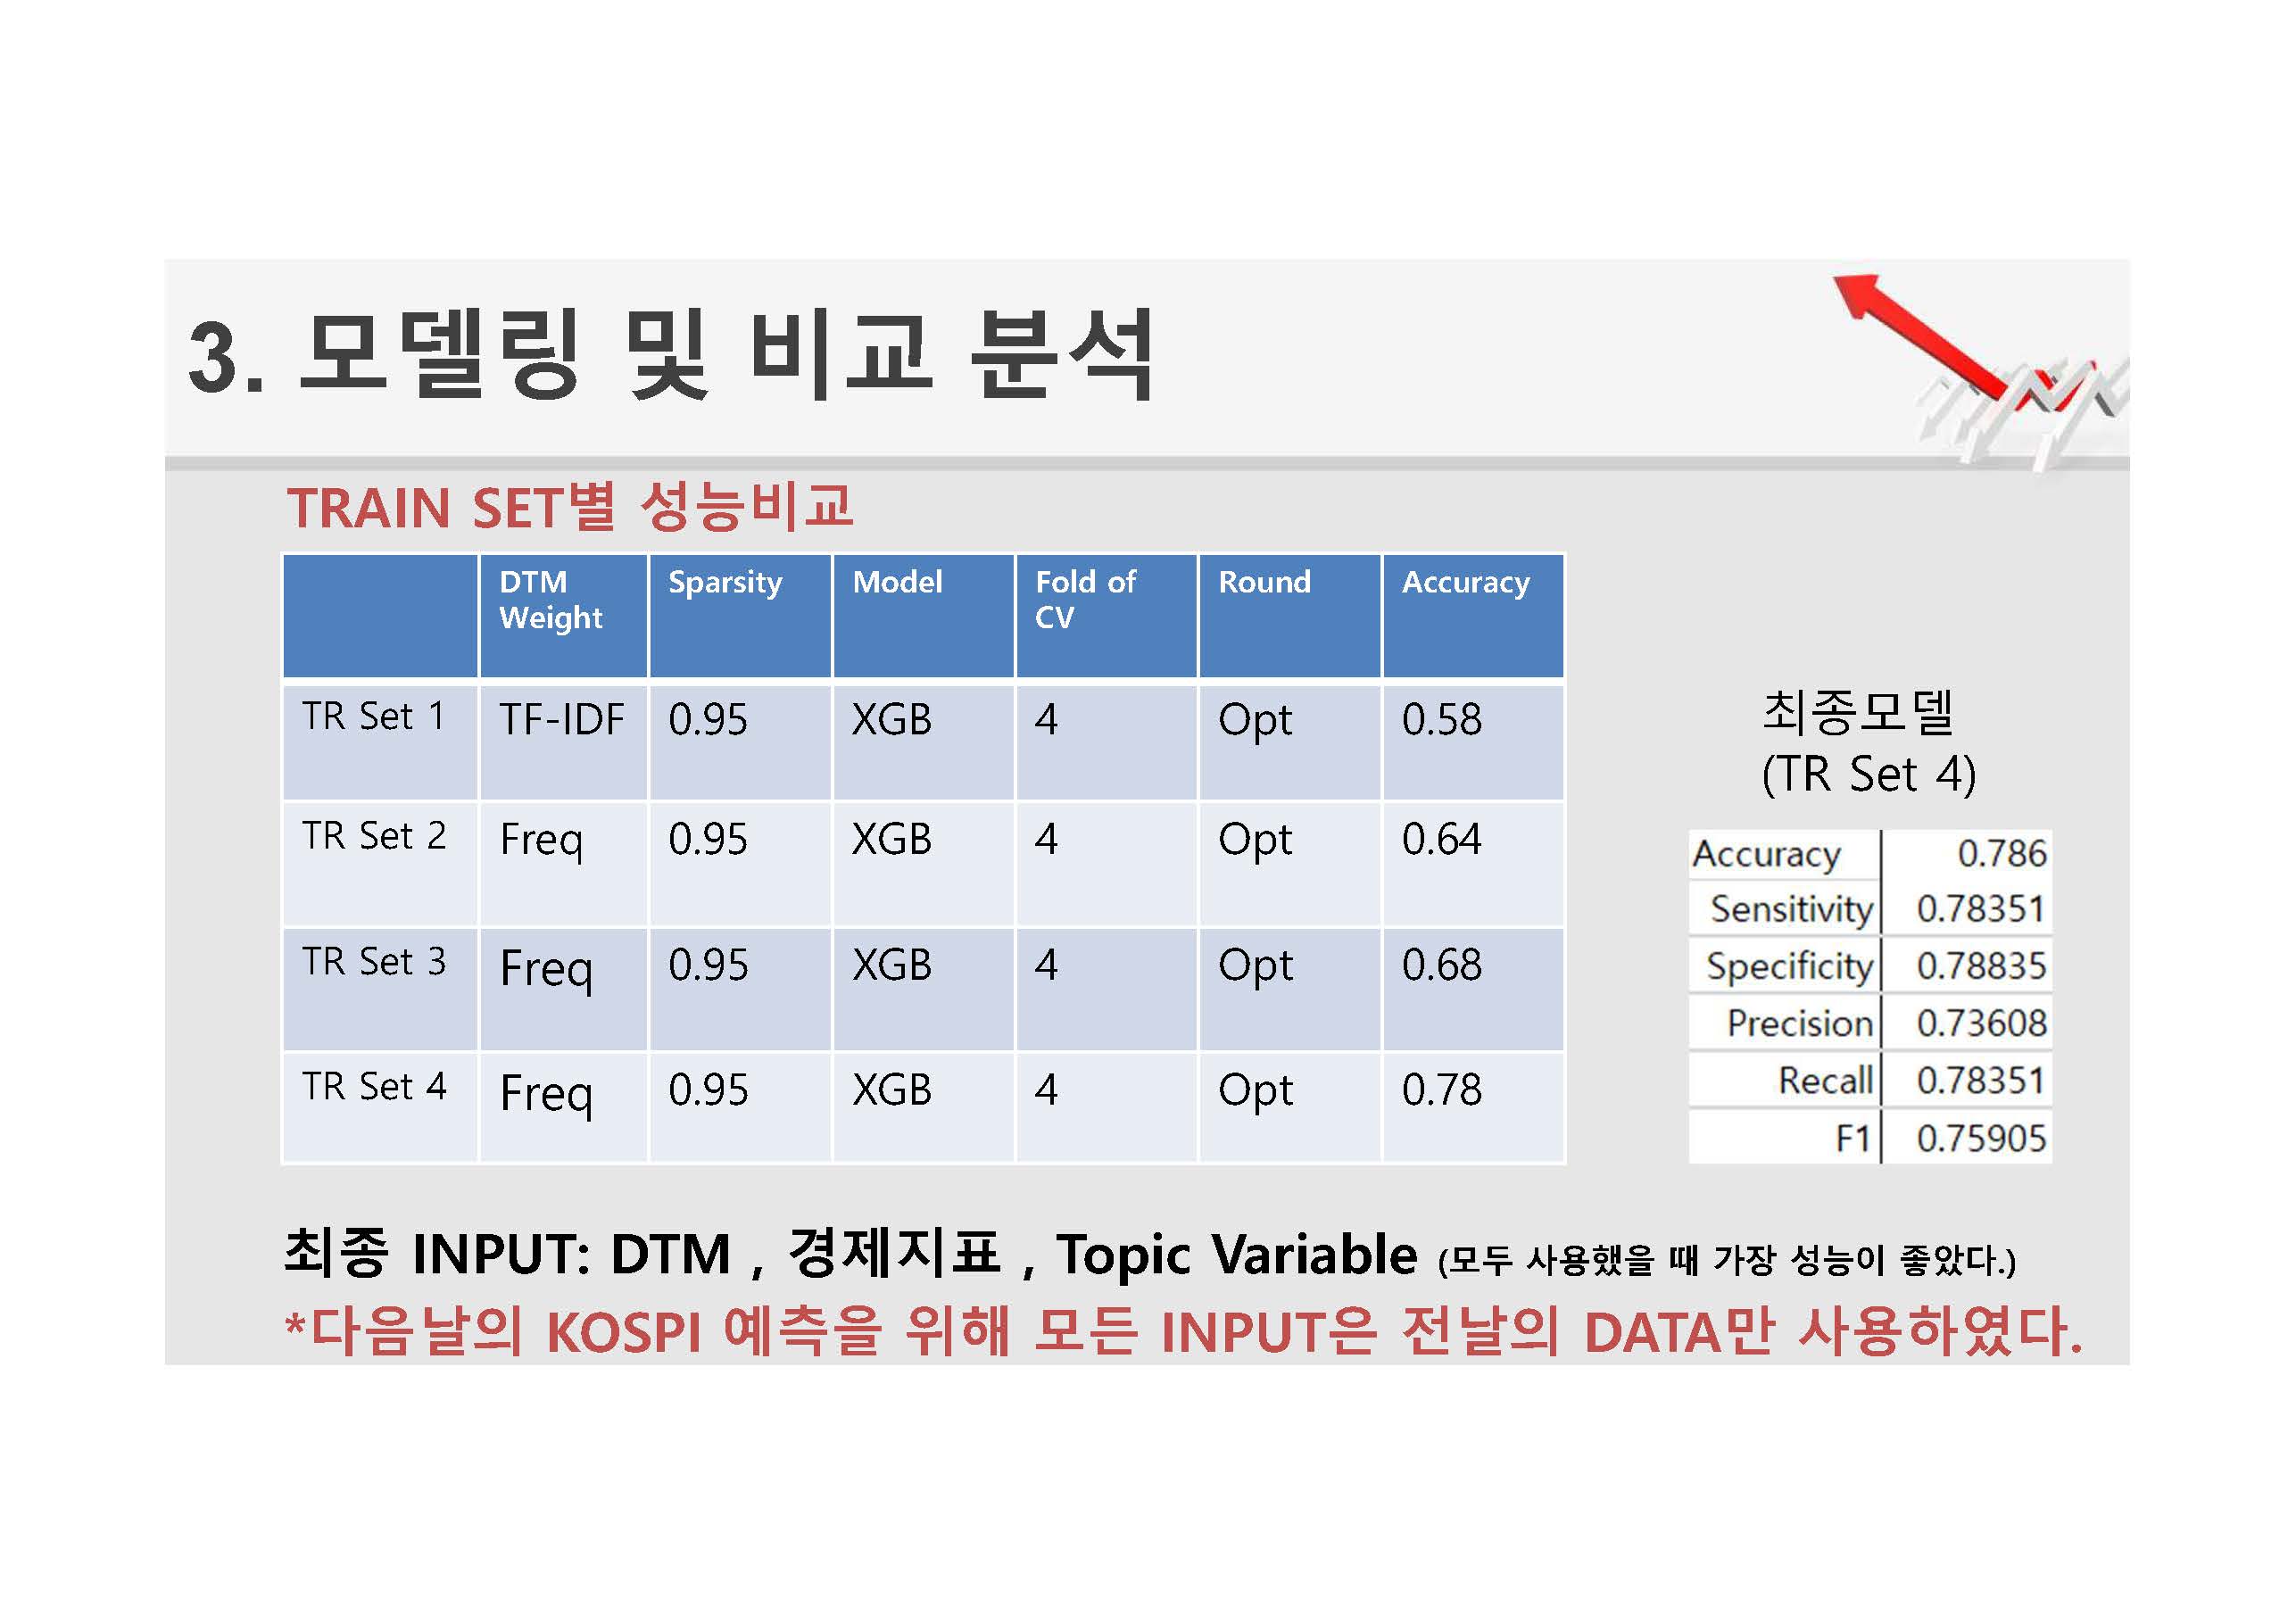 3. 모델링 및 비교 분석
TRAIN SET별 성능비교
DTM Weight Sparsity Model Fold of CV Round Accuracy
TR Set 1 TF-IDF 0.95 XGB 4 Opt 0.58
TR Set 2 Freq 0.95 XGB 4 Opt 0.64
TR Set 3 Freq 0.95 XGB 4 Opt 0.68
TR Set 4 Freq 0.95 XGB 4 Opt 0.78
최종모델
(TR Set 4)
Accuracy 0.786
Sensitivity 0.78351
Specificity 0.78835
Precision 0.73608
Recall 0.78351
F1 0.75905
최종 INPUT: DTM , 경제지표 , Topic Variable (모두 사용했을 때 가장 성능이 좋았다.)
*다음날의 KOSPI 예측을 위해 모든 INPUT은 전날의 DATA만 사용하였다.